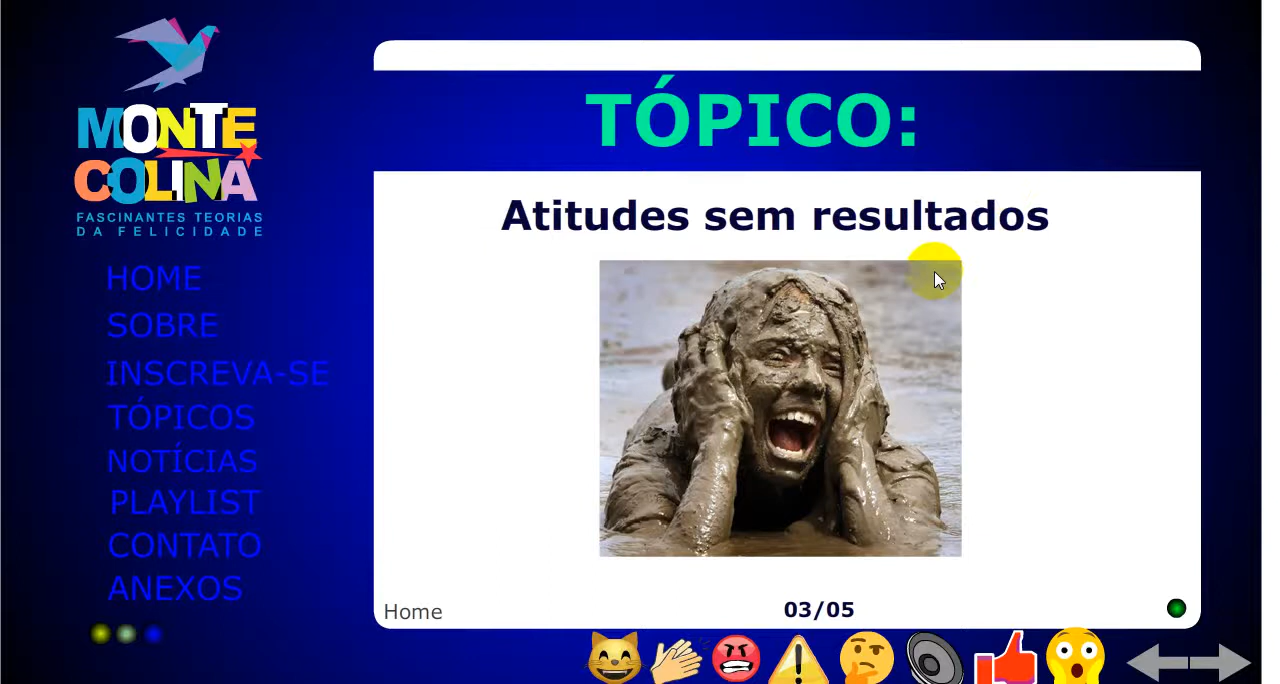 MONTE
COLINA
FASCINANTES TEORIAS
DA FELICIDADE
HOME
SOBRE
INSCREVA-SE
TÓPICOS
NOTÍCIAS
PLAYLIST
CONTATO
ANEXOS
TÓPICO:
Atitudes sem resultados
Home
03/05